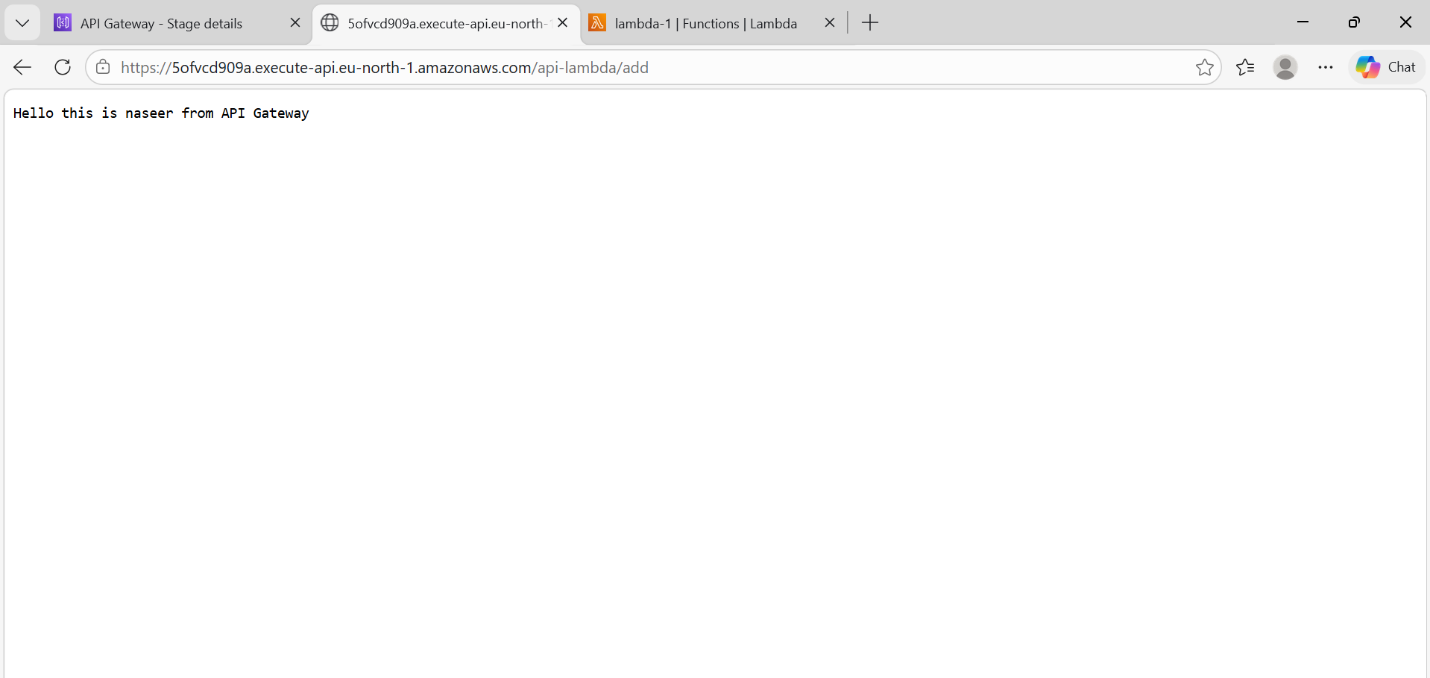 API Gateway - Stage details
5ofvcd909a.execute-api.eu-north-
lambda-1 | Functions | Lambda
https://5ofvcd909a.execute-api.eu-north-1.amazonaws.com/api-lambda/add
Chat
Hello this is naseer from API Gateway